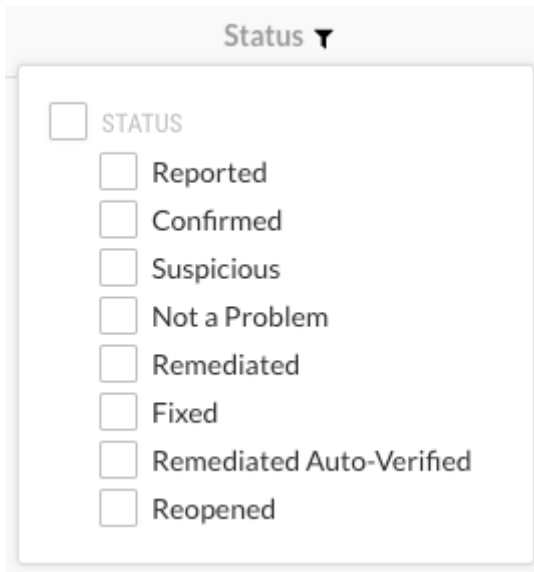 Status
STATUS
Reported
Confirmed
Suspicious
Not a Problem
Remediated
Fixed
Remediated Auto-Verified
Reopened